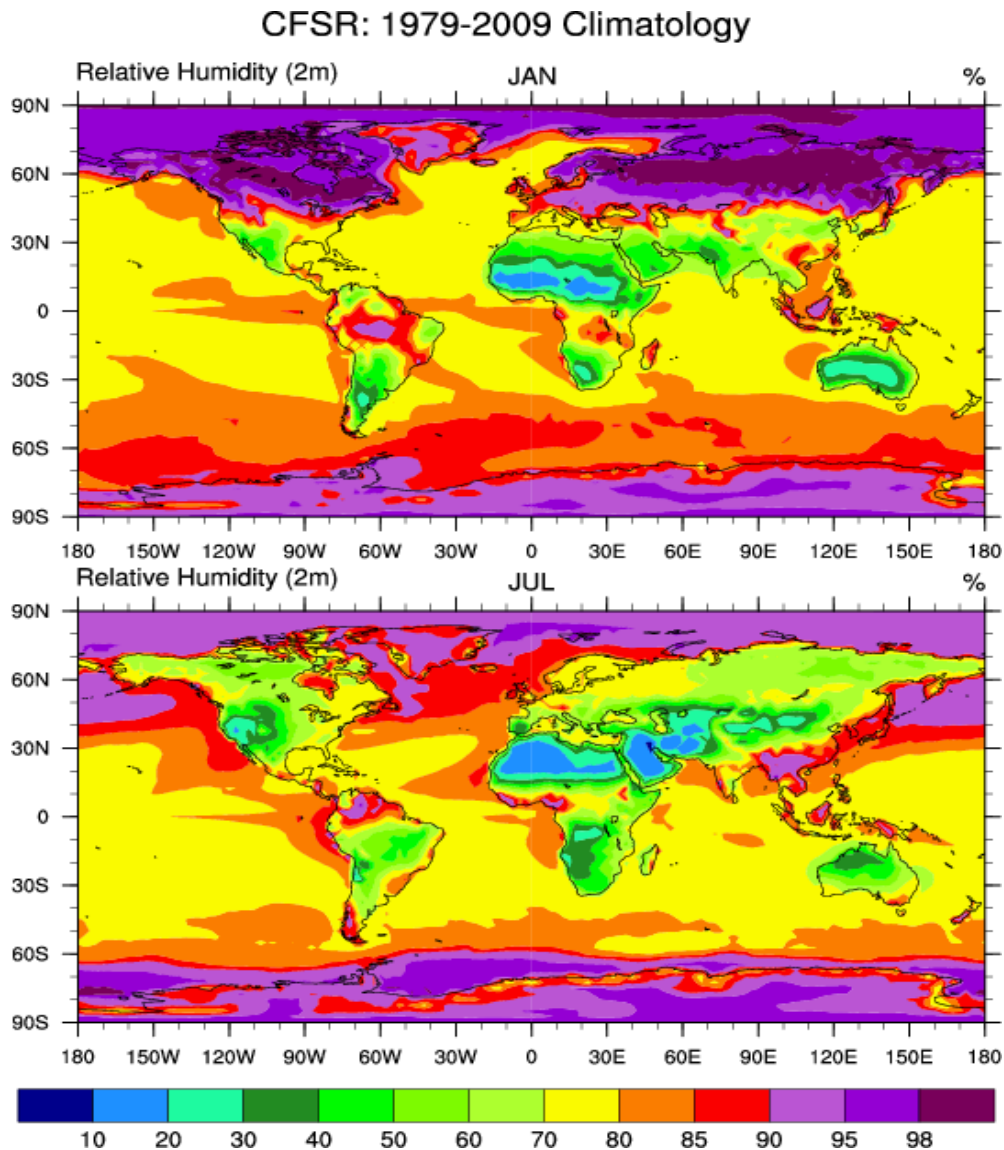 CFSR: 1979-2009 Climatology
Relative Humidity (2m) JAN %
90N
60N
30N
0
30S
60S
90S
180 150W 120W 90W 60W 30W 0 30E 60E 90E 120E 150E 180
Relative Humidity (2m) JUL %
90N
60N
30N
0
30S
60S
90S
180 150W 120W 90W 60W 30W 0 30E 60E 90E 120E 150E 180
10 20 30 40 50 60 70 80 85 90 95 98